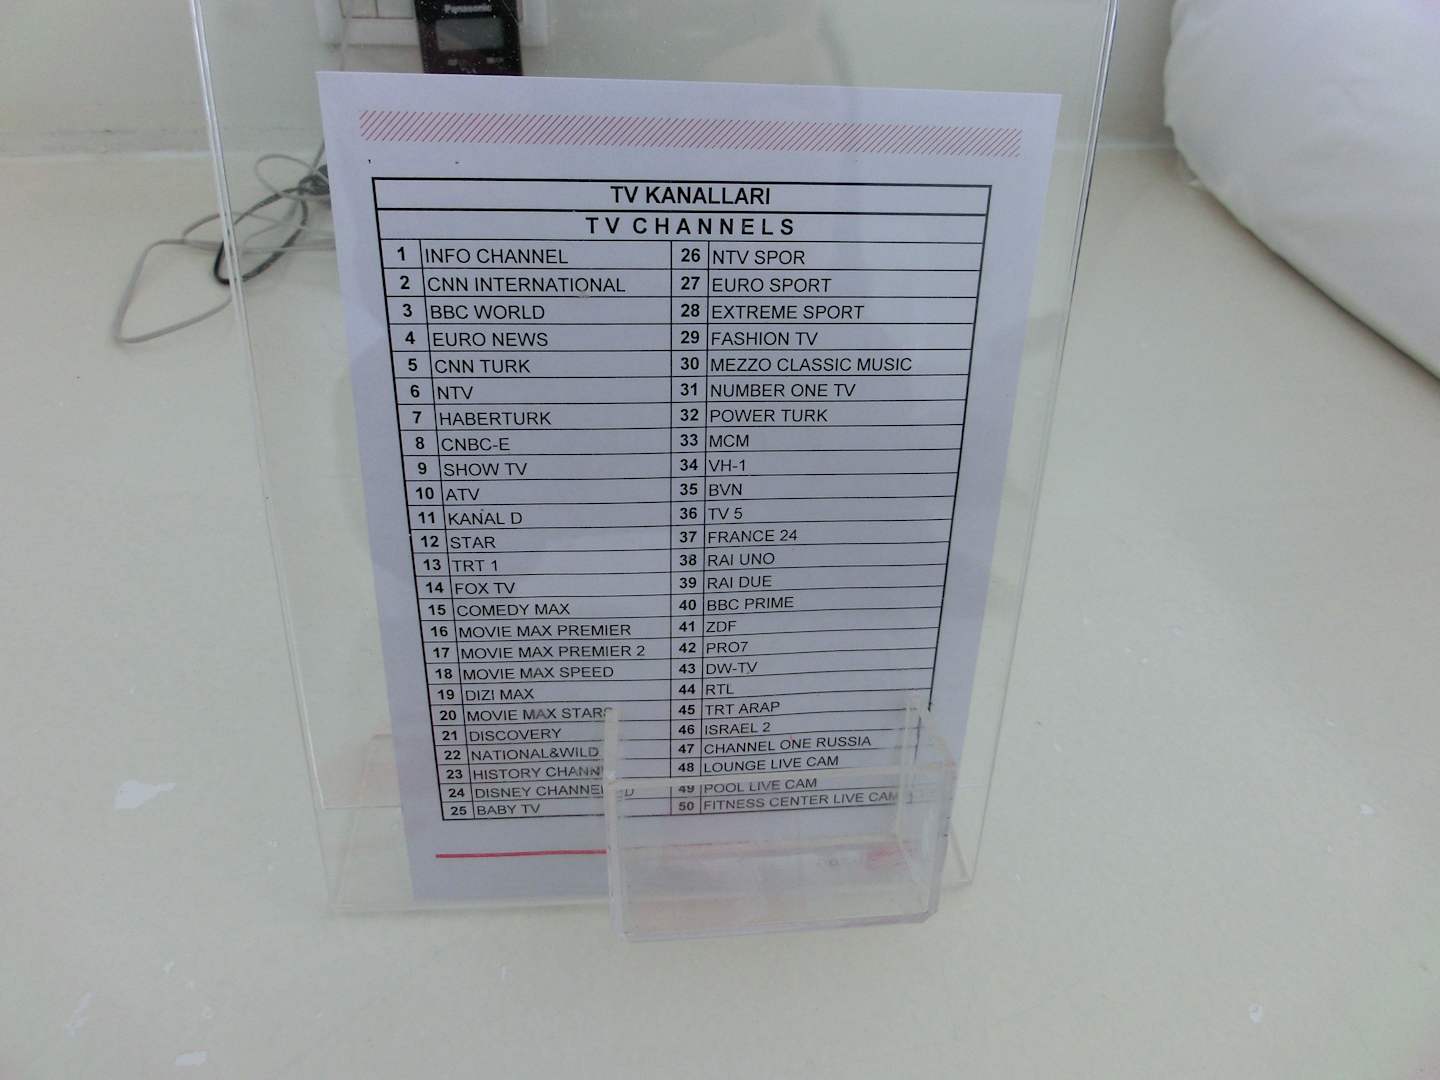 Panasonic
TV KANALLARI
TV CHANNELS
1 INFO CHANNEL
2 CNN INTERNATIONAL
3 BBC WORLD
4 EURO NEWS
5 CNN TURK
6 NTV
7 HABERTURK
8 CNBC-E
9 SHOW TV
10 ATV
11 KANAL D
12 STAR
13 TRT 1
14 FOX TV
15 COMEDY MAX
16 MOVIE MAX PREMIER
17 MOVIE MAX PREMIER 2
18 MOVIE MAX SPEED
19 DIZI MAX
20 MOVIE MAX STARS
21 DISCOVERY
22 NATIONAL&WILD
23 HISTORY CHANNEL
24 DISNEY CHANNEL
25 BABY TV
26 NTV SPOR
27 EURO SPORT
28 EXTREME SPORT
29 FASHION TV
30 MEZZO CLASSIC MUSIC
31 NUMBER ONE TV
32 POWER TURK
33 MCM
34 VH-1
35 BVN
36 TV 5
37 FRANCE 24
38 RAI UNO
39 RAI DUE
40 BBC PRIME
41 ZDF
42 PRO7
43 DW-TV
44 RTL
45 TRT ARAP
46 ISRAEL 2
47 CHANNEL ONE RUSSIA
48 LOUNGE LIVE CAM
49 POOL LIVE CAM
50 FITNESS CENTER LIVE CAM